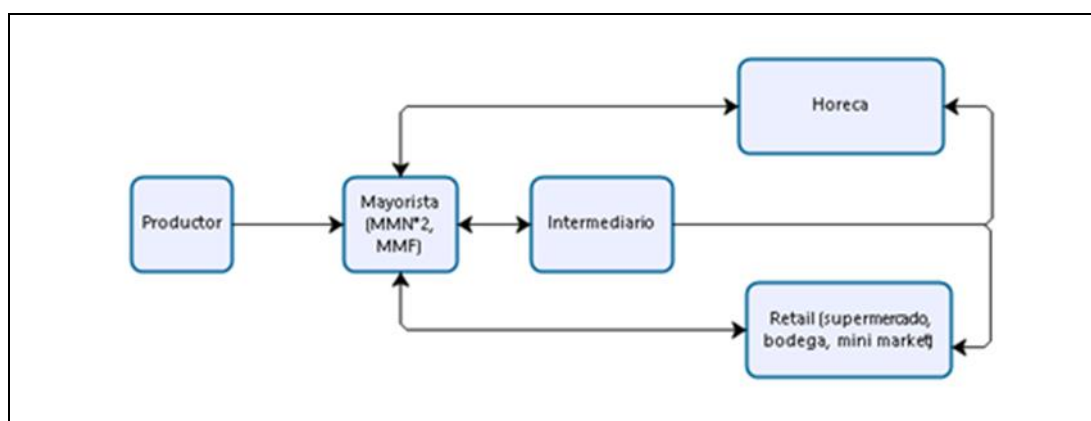 Horeca
Productor
Mayorista
(MMN°2,
MMF)
Intermediario
Retail (supermercado,
bodega, mini market)